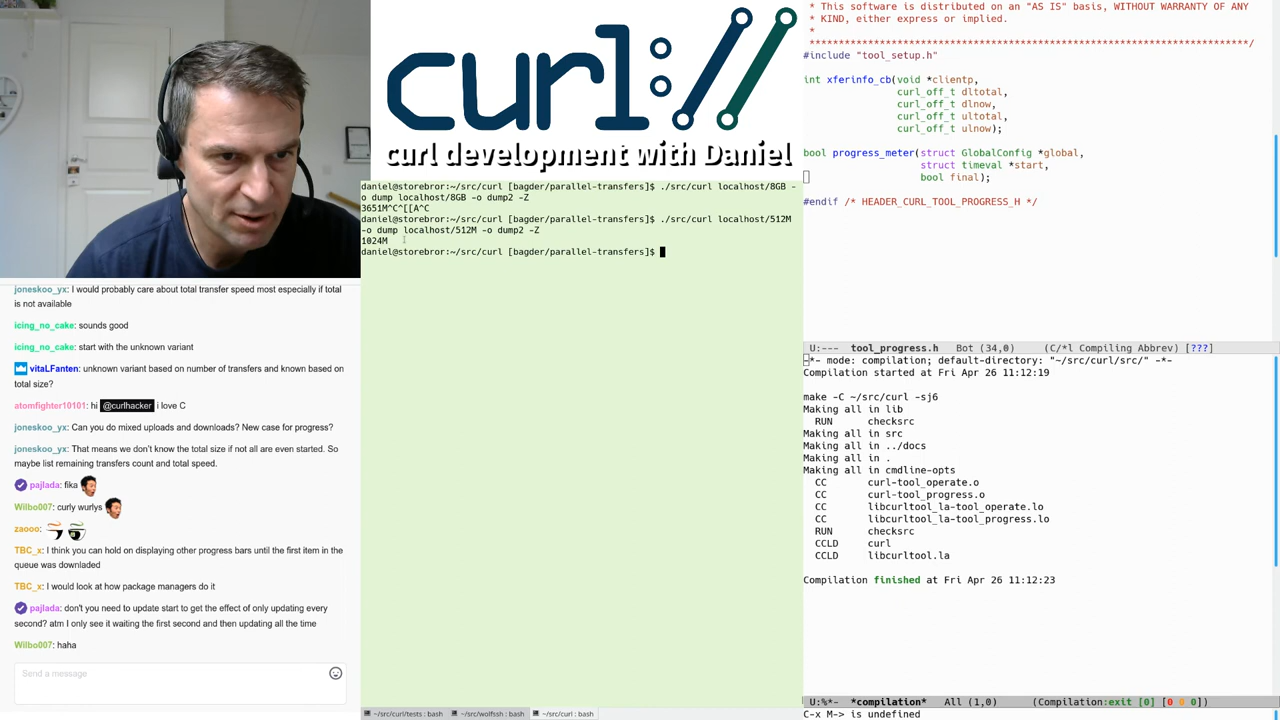 curl://
curl development with Daniel
joneskoo_yx: I would probably care about total transfer speed most especially if total
is not available
icing_no_cake: sounds good
icing_no_cake: start with the unknown variant
vitaLFanten: unknown variant based on number of transfers and known based on
total size?
atomfighter10101: hi @curlhacker i love C
joneskoo_yx: Can you do mixed uploads and downloads? New case for progress?
joneskoo_yx: That means we don't know the total size if not all are even started. So
maybe list remaining transfers count and total speed.
pajlada: fika
Wilbo007: curly wurlys
zaooo:
TBC_x: I think you can hold on displaying other progress bars until the first item in the
queue was downladed
TBC_x: I would look at how package managers do it
pajlada: don't you need to update start to get the effect of only updating every
second? atm I only see it waiting the first second and then updating all the time
Wilbo007: haha
Send a message
daniel@storebror:~/src/curl [bagder/parallel-transfers]$ ./src/curl localhost/8GB -
o dump localhost/8GB -o dump2 -Z
3651M^C^[[A^C
daniel@storebror:~/src/curl [bagder/parallel-transfers]$ ./src/curl localhost/512M
-o dump localhost/512M -o dump2 -Z
1024M
daniel@storebror:~/src/curl [bagder/parallel-transfers]$
~/src/curl/tests : bash
~/src/wolfssh : bash
~/src/curl : bash
* This software is distributed on an "AS IS" basis, WITHOUT WARRANTY OF ANY
* KIND, either express or implied.
*
***************************************************************************/
#include "tool_setup.h"
int xferinfo_cb(void *clientp,
curl_off_t dltotal,
curl_off_t dlnow,
curl_off_t ultotal,
curl_off_t ulnow);
bool progress_meter(struct GlobalConfig *global,
struct timeval *start,
bool final);
#endif /* HEADER_CURL_TOOL_PROGRESS_H */
U:--- tool_progress.h Bot (34,0) (C/*l Compiling Abbrev) [???]
-*- mode: compilation; default-directory: "~/src/curl/src/" -*-
Compilation started at Fri Apr 26 11:12:19
make -C ~/src/curl -sj6
Making all in lib
RUN checksrc
Making all in src
Making all in ../docs
Making all in .
Making all in cmdline-opts
CC curl-tool_operate.o
CC curl-tool_progress.o
CC libcurltool_la-tool_operate.lo
CC libcurltool_la-tool_progress.lo
RUN checksrc
CCLD curl
CCLD libcurltool.la
Compilation finished at Fri Apr 26 11:12:23
U:%*- *compilation* All (1,0) (Compilation:exit [0] [0 0 0])
C-x M-> is undefined